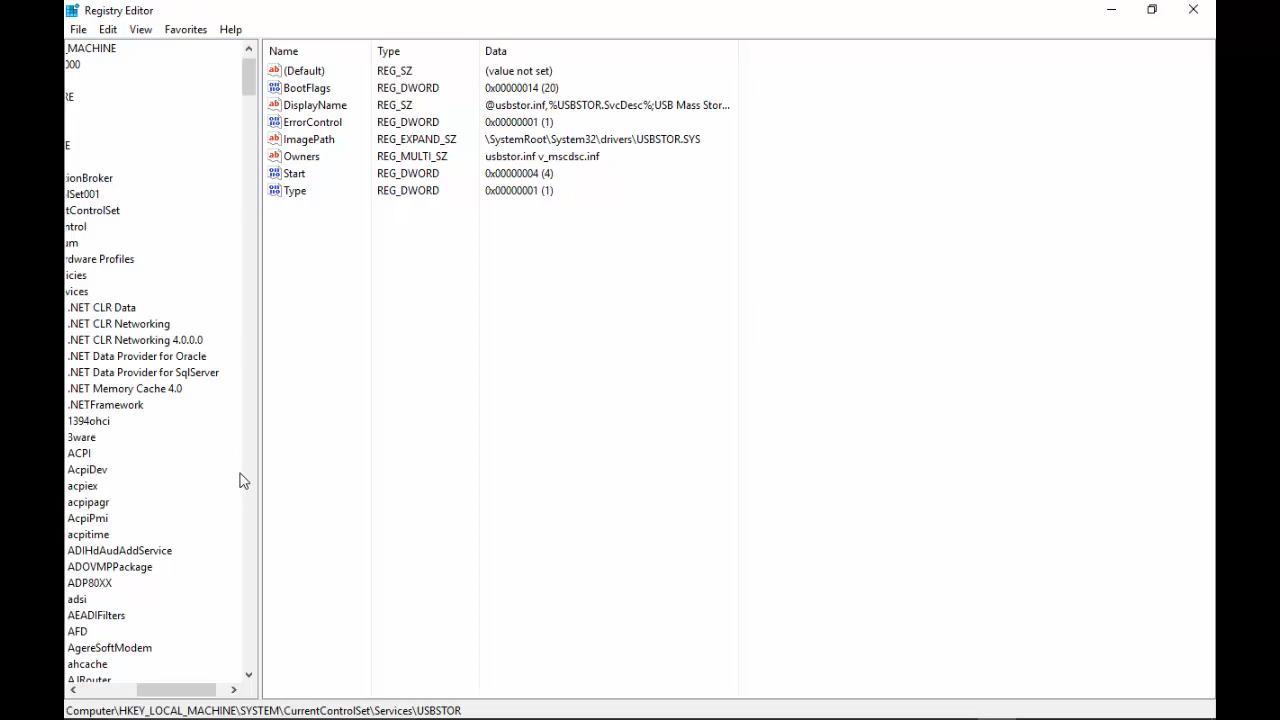 Registry Editor
File Edit View Favorites Help
_MACHINE
000
RE
E
tionBroker
lSet001
tControlSet
ntrol
um
rdware Profiles
icies
vices
.NET CLR Data
.NET CLR Networking
.NET CLR Networking 4.0.0.0
.NET Data Provider for Oracle
.NET Data Provider for SqlServer
.NET Memory Cache 4.0
.NETFramework
1394ohci
3ware
ACPI
AcpiDev
acpiex
acpipagr
AcpiPmi
acpitime
ADIHdAudAddService
ADOVMPPackage
ADP80XX
adsi
AEADIFilters
AFD
AgereSoftModem
ahcache
AJRouter
Name Type Data
(Default) REG_SZ (value not set)
BootFlags REG_DWORD 0x00000014 (20)
DisplayName REG_SZ @usbstor.inf,%USBSTOR.SvcDesc%;USB Mass Stor...
ErrorControl REG_DWORD 0x00000001 (1)
ImagePath REG_EXPAND_SZ \SystemRoot\System32\drivers\USBSTOR.SYS
Owners REG_MULTI_SZ usbstor.inf v_mscdsc.inf
Start REG_DWORD 0x00000004 (4)
Type REG_DWORD 0x00000001 (1)
Computer\HKEY_LOCAL_MACHINE\SYSTEM\CurrentControlSet\Services\USBSTOR